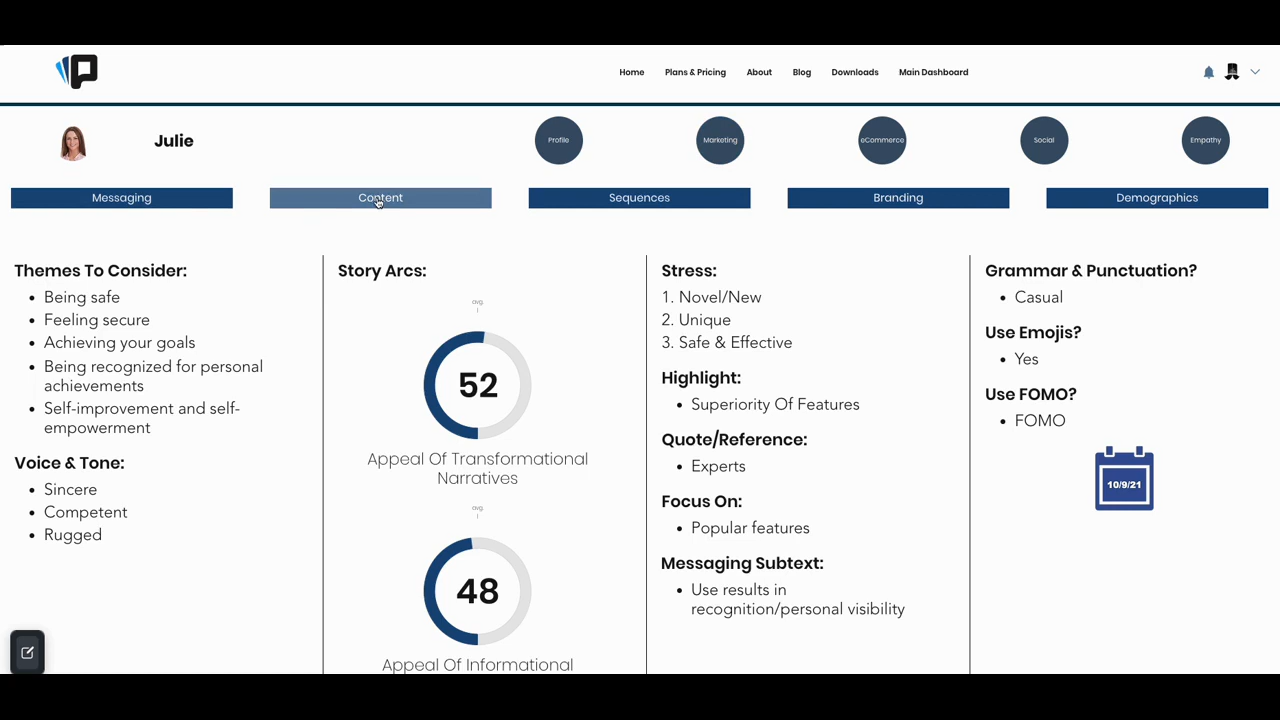 Home
Plans & Pricing
About
Blog
Downloads
Main Dashboard
Julie
Profile
Marketing
eCommerce
Social
Empathy
Messaging
Content
Sequences
Branding
Demographics
Themes To Consider:
Being safe
Feeling secure
Achieving your goals
Being recognized for personal
achievements
Self-improvement and self-
empowerment
Voice & Tone:
Sincere
Competent
Rugged
Story Arcs:
avg.
52
Appeal Of Transformational
Narratives
avg.
48
Appeal Of Informational
Stress:
1. Novel/New
2. Unique
3. Safe & Effective
Highlight:
Superiority Of Features
Quote/Reference:
Experts
Focus On:
Popular features
Messaging Subtext:
Use results in
recognition/personal visibility
Grammar & Punctuation?
Casual
Use Emojis?
Yes
Use FOMO?
FOMO
10/9/21